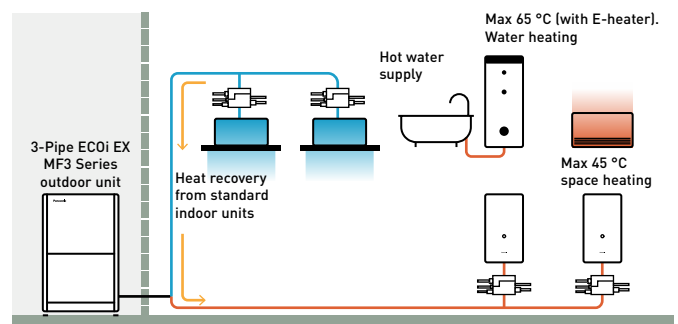 Max 65 °C (with E-heater).
Water heating
Hot water
supply
3-Pipe ECOi EX
MF3 Series
outdoor unit
Heat recovery
from standard
indoor units
Max 45 °C
space heating